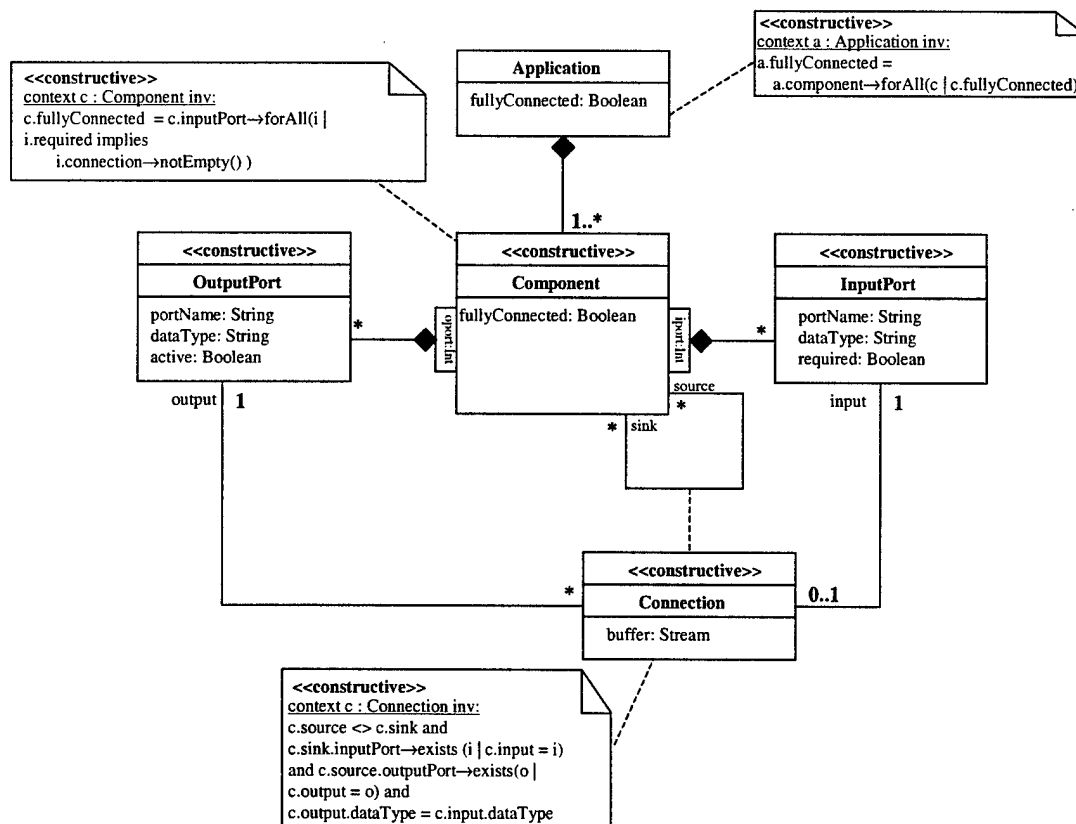 <<constructive>>
context a : Application inv:
a.fullyConnected =
a.component→forAll(c | c.fullyConnected)
Application
fullyConnected: Boolean
<<constructive>>
context c : Component inv:
c.fullyConnected = c.inputPort→forAll(i |
i.required implies
i.connection→notEmpty() )
1..*
<<constructive>>
OutputPort
portName: String
dataType: String
active: Boolean
*
oport:Int
<<constructive>>
Component
fullyConnected: Boolean
iport:Int
*
<<constructive>>
InputPort
portName: String
dataType: String
required: Boolean
source
*
* sink
output 1
input 1
*
<<constructive>>
Connection
buffer: Stream
0..1
<<constructive>>
context c : Connection inv:
c.source <> c.sink and
c.sink.inputPort→exists (i | c.input = i)
and c.source.outputPort→exists(o |
c.output = o) and
c.output.dataType = c.input.dataType